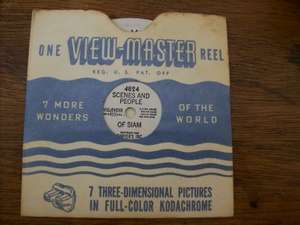 ONE VIEW-MASTER REEL
REG. U. S. PAT. OFF
7 MORE WONDERS
OF THE WORLD
4624
SCENES AND
PEOPLE
OF SIAM
7 THREE-DIMENSIONAL PICTURES
IN FULL-COLOR KODACHROME